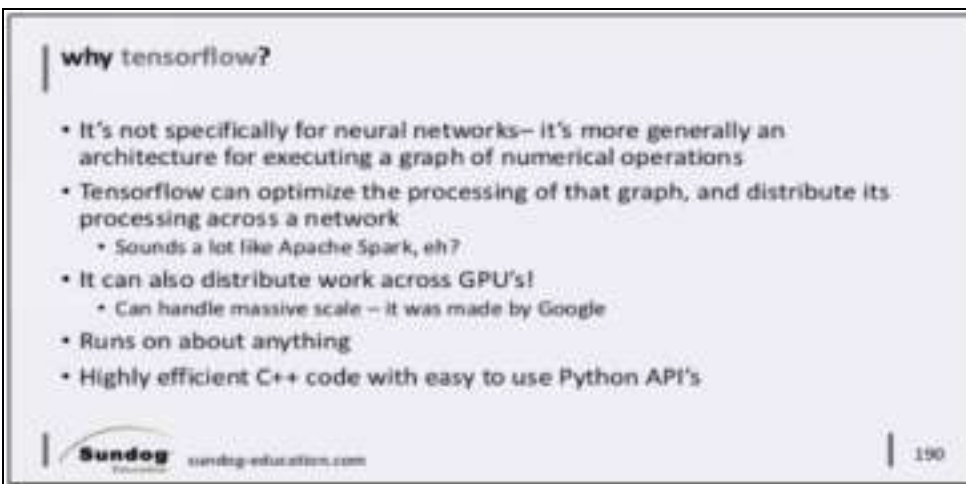 why tensorflow?
• It's not specifically for neural networks– it's more generally an
architecture for executing a graph of numerical operations
• Tensorflow can optimize the processing of that graph, and distribute its
processing across a network
• Sounds a lot like Apache Spark, eh?
• It can also distribute work across GPU's!
• Can handle massive scale – it was made by Google
• Runs on about anything
• Highly efficient C++ code with easy to use Python API's
Sundog
Education
sundog-education.com
190